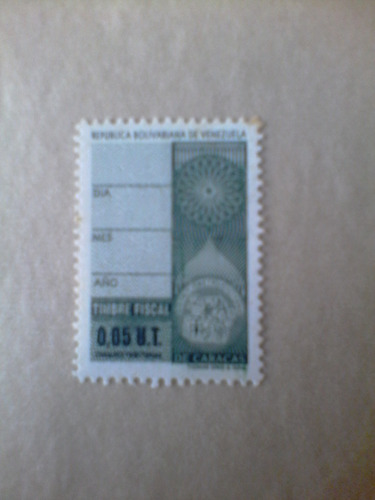 REPUBLICA BOLIVARIANA DE VENEZUELA
DIA
MES
AÑO
TIMBRE FISCAL
0,05 U.T.
DE CARACAS